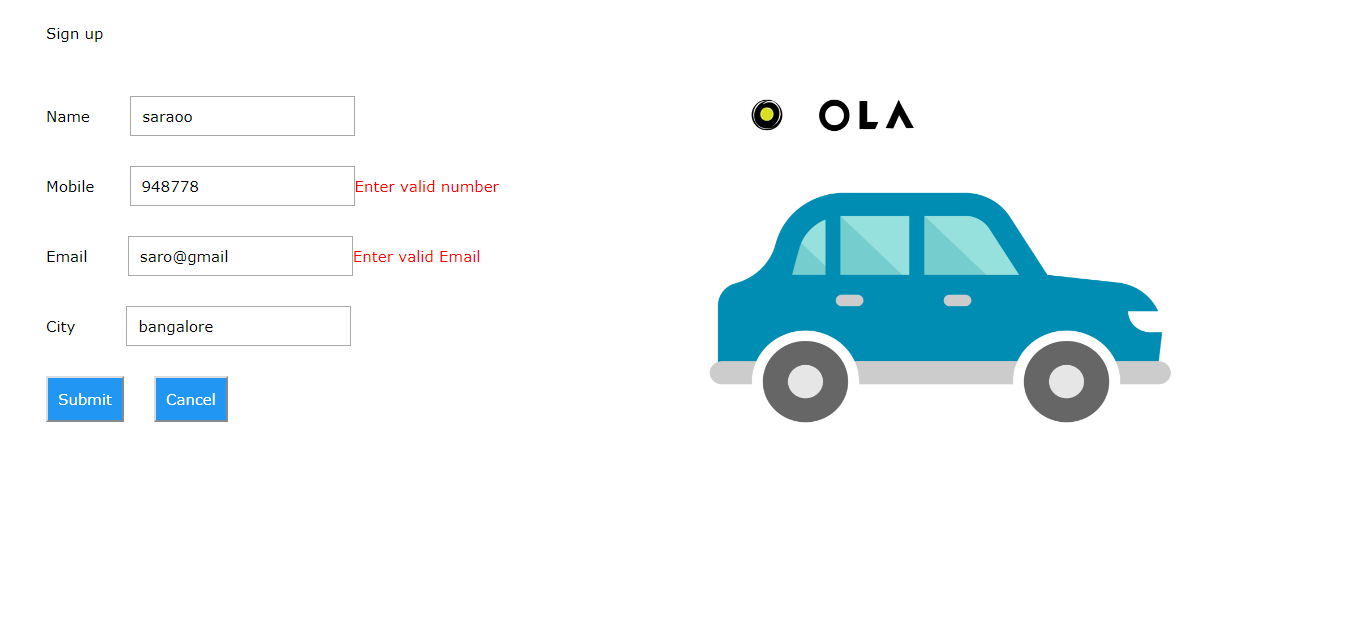 Sign up
Name saraoo
Mobile 948778 Enter valid number
Email saro@gmail Enter valid Email
City bangalore
Submit Cancel
OLA